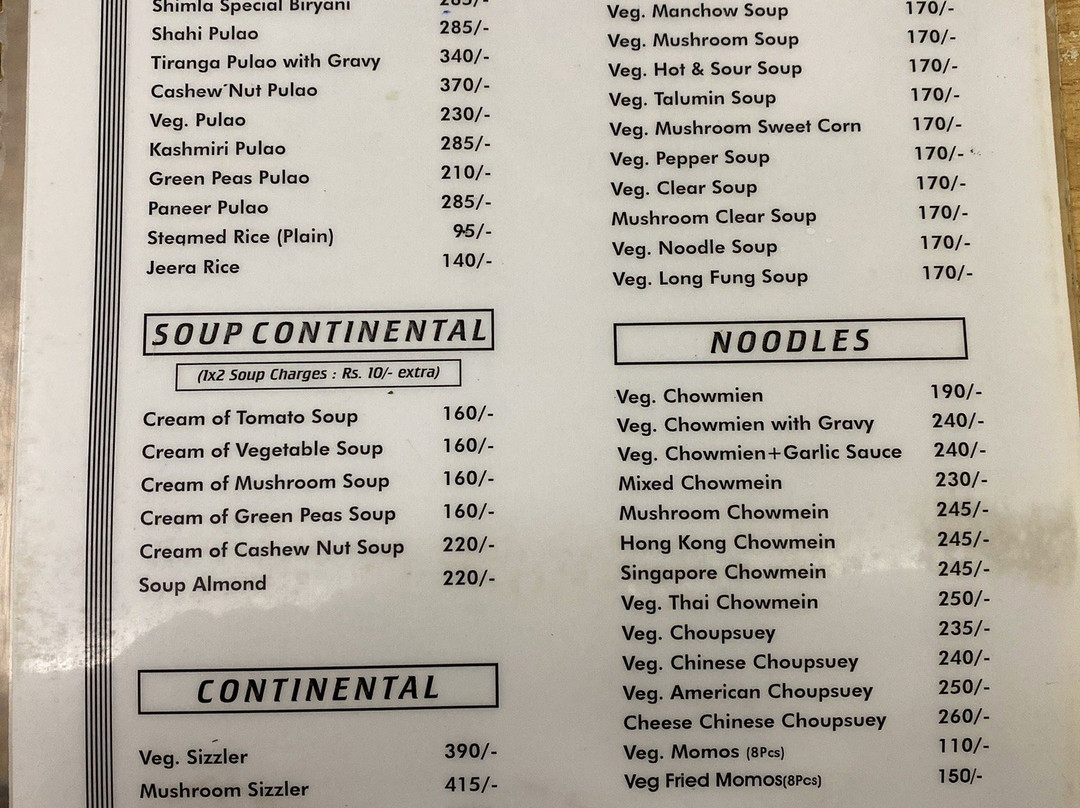 Shimla Special Biryani 285/-
Shahi Pulao 285/-
Tiranga Pulao with Gravy 340/-
Cashew´Nut Pulao 370/-
Veg. Pulao 230/-
Kashmiri Pulao 285/-
Green Peas Pulao 210/-
Paneer Pulao 285/-
Steamed Rice (Plain) 95/-
Jeera Rice 140/-
SOUP CONTINENTAL
(1x2 Soup Charges : Rs. 10/- extra)
Cream of Tomato Soup 160/-
Cream of Vegetable Soup 160/-
Cream of Mushroom Soup 160/-
Cream of Green Peas Soup 160/-
Cream of Cashew Nut Soup 220/-
Soup Almond 220/-
CONTINENTAL
Veg. Sizzler 390/-
Mushroom Sizzler 415/-
Veg. Manchow Soup 170/-
Veg. Mushroom Soup 170/-
Veg. Hot & Sour Soup 170/-
Veg. Talumin Soup 170/-
Veg. Mushroom Sweet Corn 170/-
Veg. Pepper Soup 170/-
Veg. Clear Soup 170/-
Mushroom Clear Soup 170/-
Veg. Noodle Soup 170/-
Veg. Long Fung Soup 170/-
NOODLES
Veg. Chowmien 190/-
Veg. Chowmien with Gravy 240/-
Veg. Chowmien+Garlic Sauce 240/-
Mixed Chowmein 230/-
Mushroom Chowmein 245/-
Hong Kong Chowmein 245/-
Singapore Chowmein 245/-
Veg. Thai Chowmein 250/-
Veg. Choupsuey 235/-
Veg. Chinese Choupsuey 240/-
Veg. American Choupsuey 250/-
Cheese Chinese Choupsuey 260/-
Veg. Momos (8Pcs) 110/-
Veg Fried Momos(8Pcs) 150/-